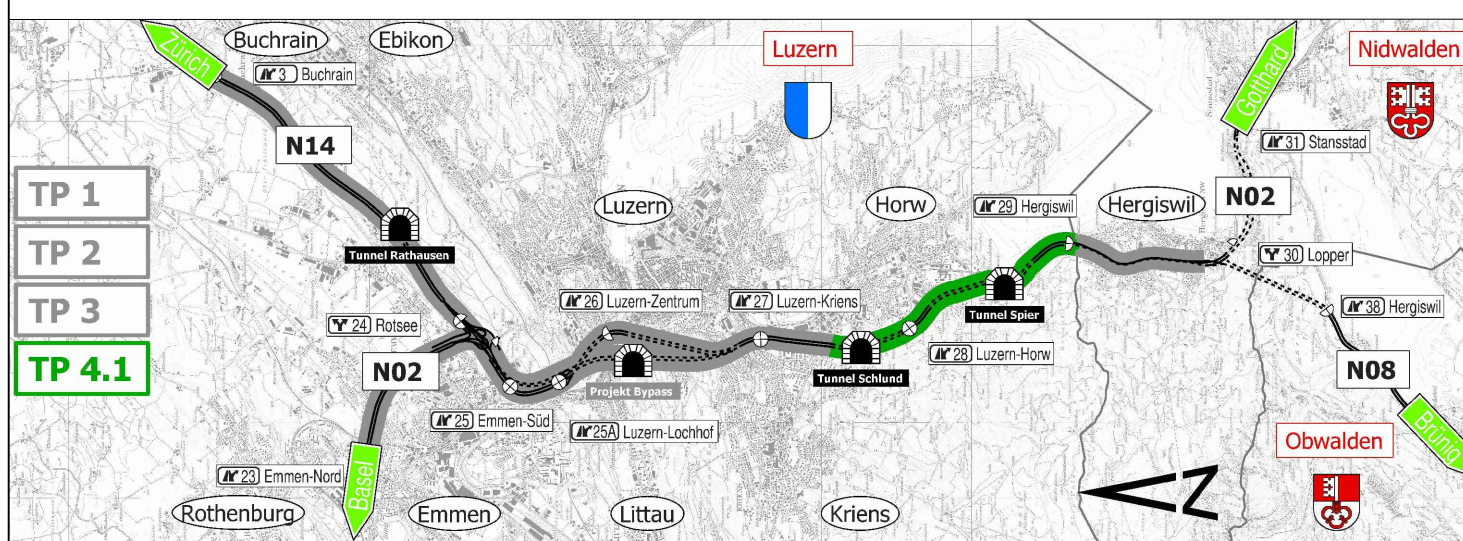 Zürich
Buchrain
Ebikon
3 Buchrain
N14
Luzern
Nidwalden
Gotthard
31 Stansstad
TP 1
TP 2
TP 3
TP 4.1
Tunnel Rathausen
Luzern
Horw
29 Hergiswil
Hergiswil
N02
30 Lopper
24 Rotsee
26 Luzern-Zentrum
27 Luzern-Kriens
Tunnel Spier
38 Hergiswil
N02
Projekt Bypass
Tunnel Schlund
28 Luzern-Horw
N08
25 Emmen-Süd
25A Luzern-Lochhof
Brünig
Obwalden
23 Emmen-Nord
Basel
Rothenburg
Emmen
Littau
Kriens
N